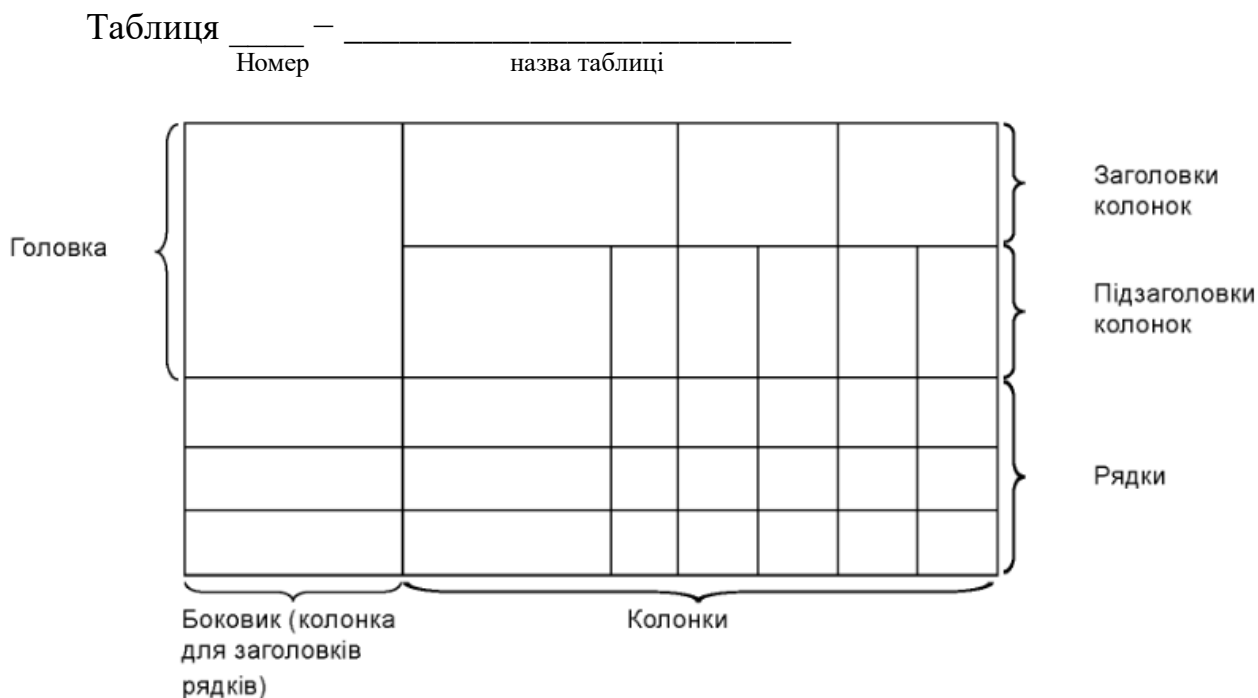 Таблиця ____ – ________________________
Номер назва таблиці
Заголовки
колонок
Головка
Підзаголовки
колонок
Рядки
Боковик (колонка
для заголовків
рядків)
Колонки